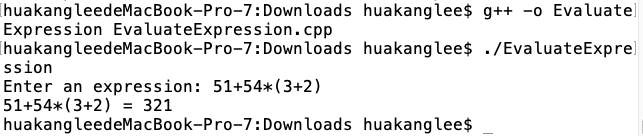 huakangleedeMacBook-Pro-7:Downloads huakanglee$ g++ -o Evaluate
Expression EvaluateExpression.cpp
[huakangleedeMacBook-Pro-7:Downloads huakanglee$ ./EvaluateExpre]
ssion
Enter an expression: 51+54*(3+2)
51+54*(3+2) = 321
huakangleedeMacBook-Pro-7:Downloads huakanglee$ _